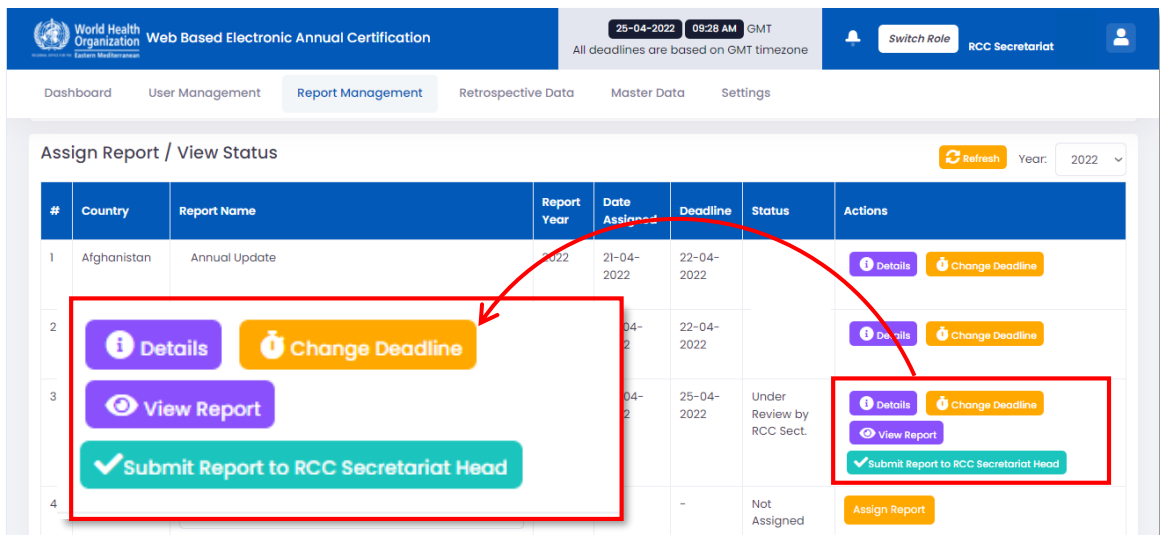 World Health
Organization
Eastern Mediterranean
Web Based Electronic Annual Certification
25-04-2022 09:28 AM GMT
All deadlines are based on GMT timezone
Switch Role
RCC Secretariat
Dashboard User Management Report Management Retrospective Data Master Data Settings
Assign Report / View Status
Refresh Year: 2022
# Country Report Name Report Year Date Assigned Deadline Status Actions
1 Afghanistan Annual Update 2022 21-04-2022 22-04-2022 Details Change Deadline
2 04- 22-04-2022 Details Change Deadline
Details Change Deadline
View Report
Submit Report to RCC Secretariat Head
3 04- 25-04-2022 Under Review by RCC Sect. Details Change Deadline
View Report
Submit Report to RCC Secretariat Head
4 - Not Assigned Assign Report